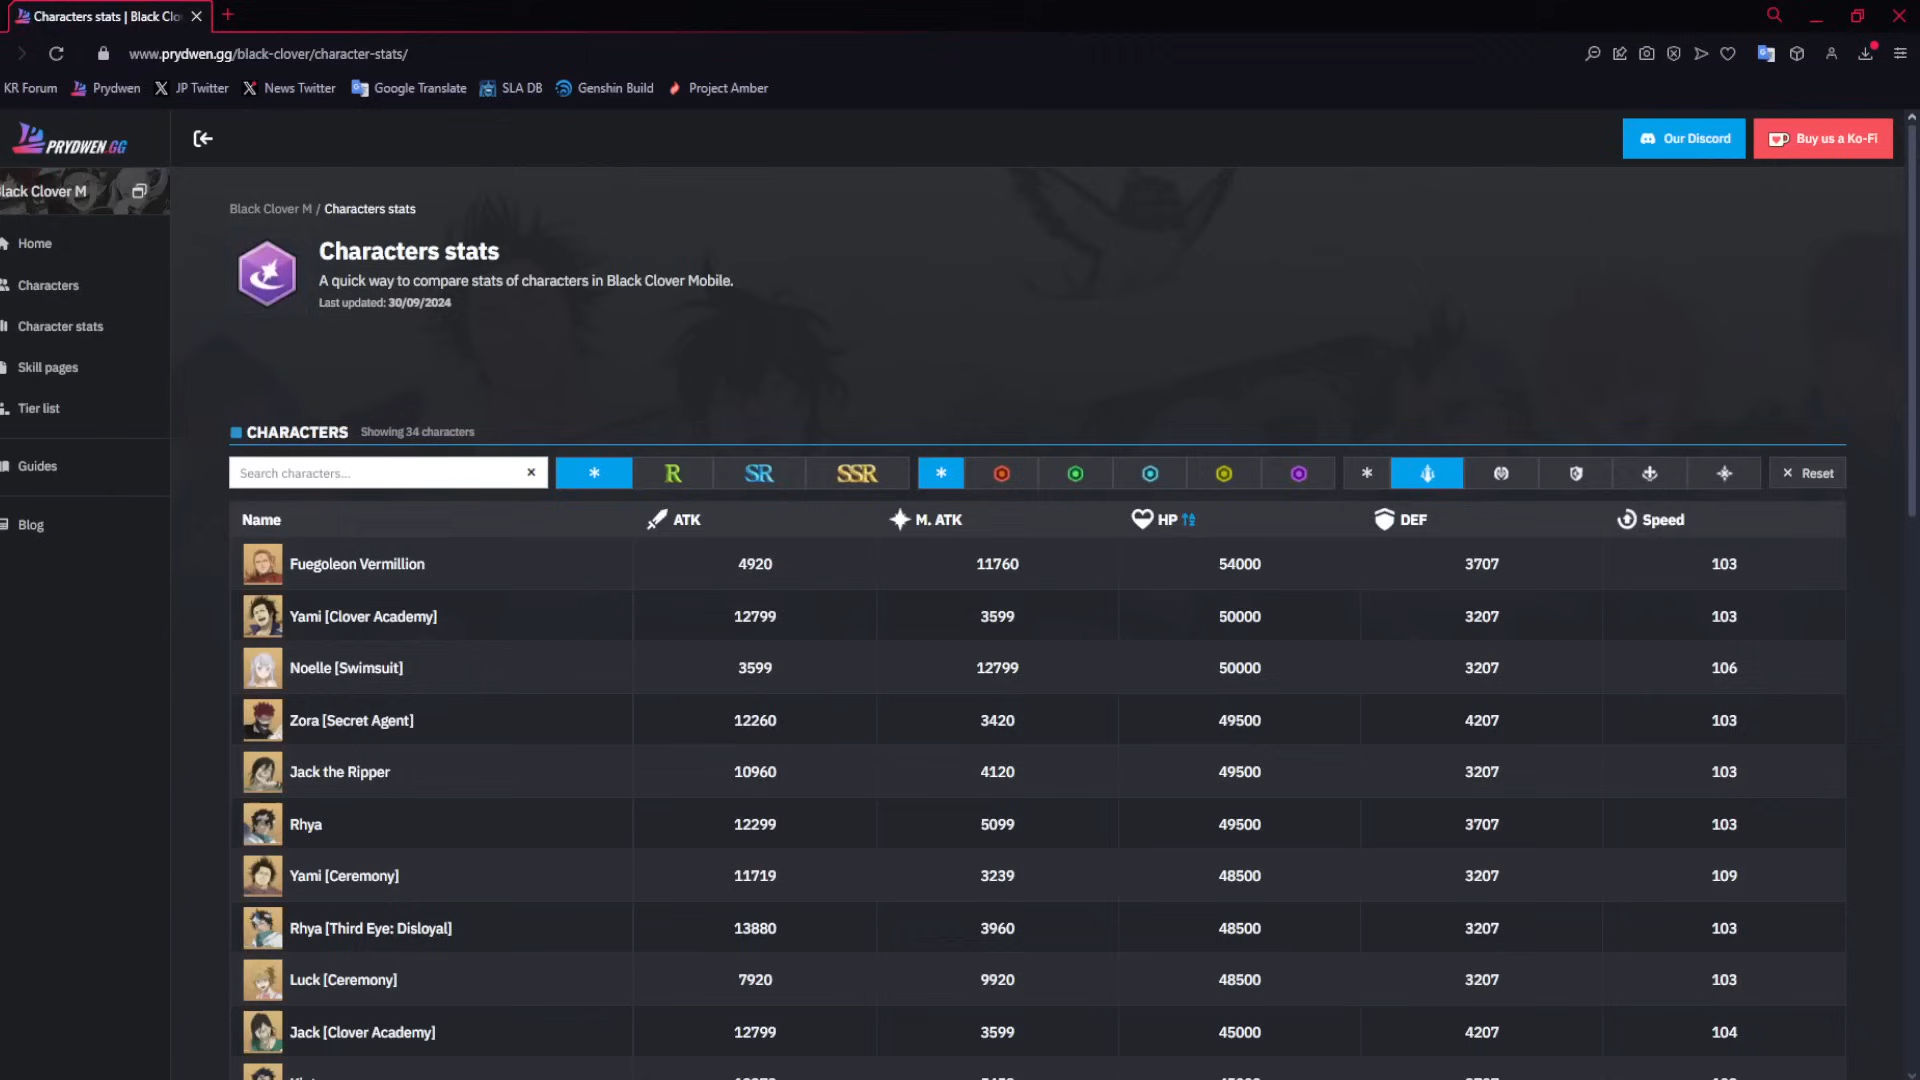 Characters stats | Black Clo
www.prydwen.gg/black-clover/character-stats/
KR Forum Prydwen JP Twitter News Twitter Google Translate SLA DB Genshin Build Project Amber
PRYDWEN.GG
Our Discord Buy us a Ko-Fi
lack Clover M
Home
Characters
Character stats
Skill pages
Tier list
Guides
Blog
Black Clover M / Characters stats
Characters stats
A quick way to compare stats of characters in Black Clover Mobile.
Last updated: 30/09/2024
CHARACTERS Showing 34 characters
Search characters... × * R SR SSR * * × Reset
Name ATK M. ATK HP DEF Speed
Fuegoleon Vermillion 4920 11760 54000 3707 103
Yami [Clover Academy] 12799 3599 50000 3207 103
Noelle [Swimsuit] 3599 12799 50000 3207 106
Zora [Secret Agent] 12260 3420 49500 4207 103
Jack the Ripper 10960 4120 49500 3207 103
Rhya 12299 5099 49500 3707 103
Yami [Ceremony] 11719 3239 48500 3207 109
Rhya [Third Eye: Disloyal] 13880 3960 48500 3207 103
Luck [Ceremony] 7920 9920 48500 3207 103
Jack [Clover Academy] 12799 3599 45000 4207 104